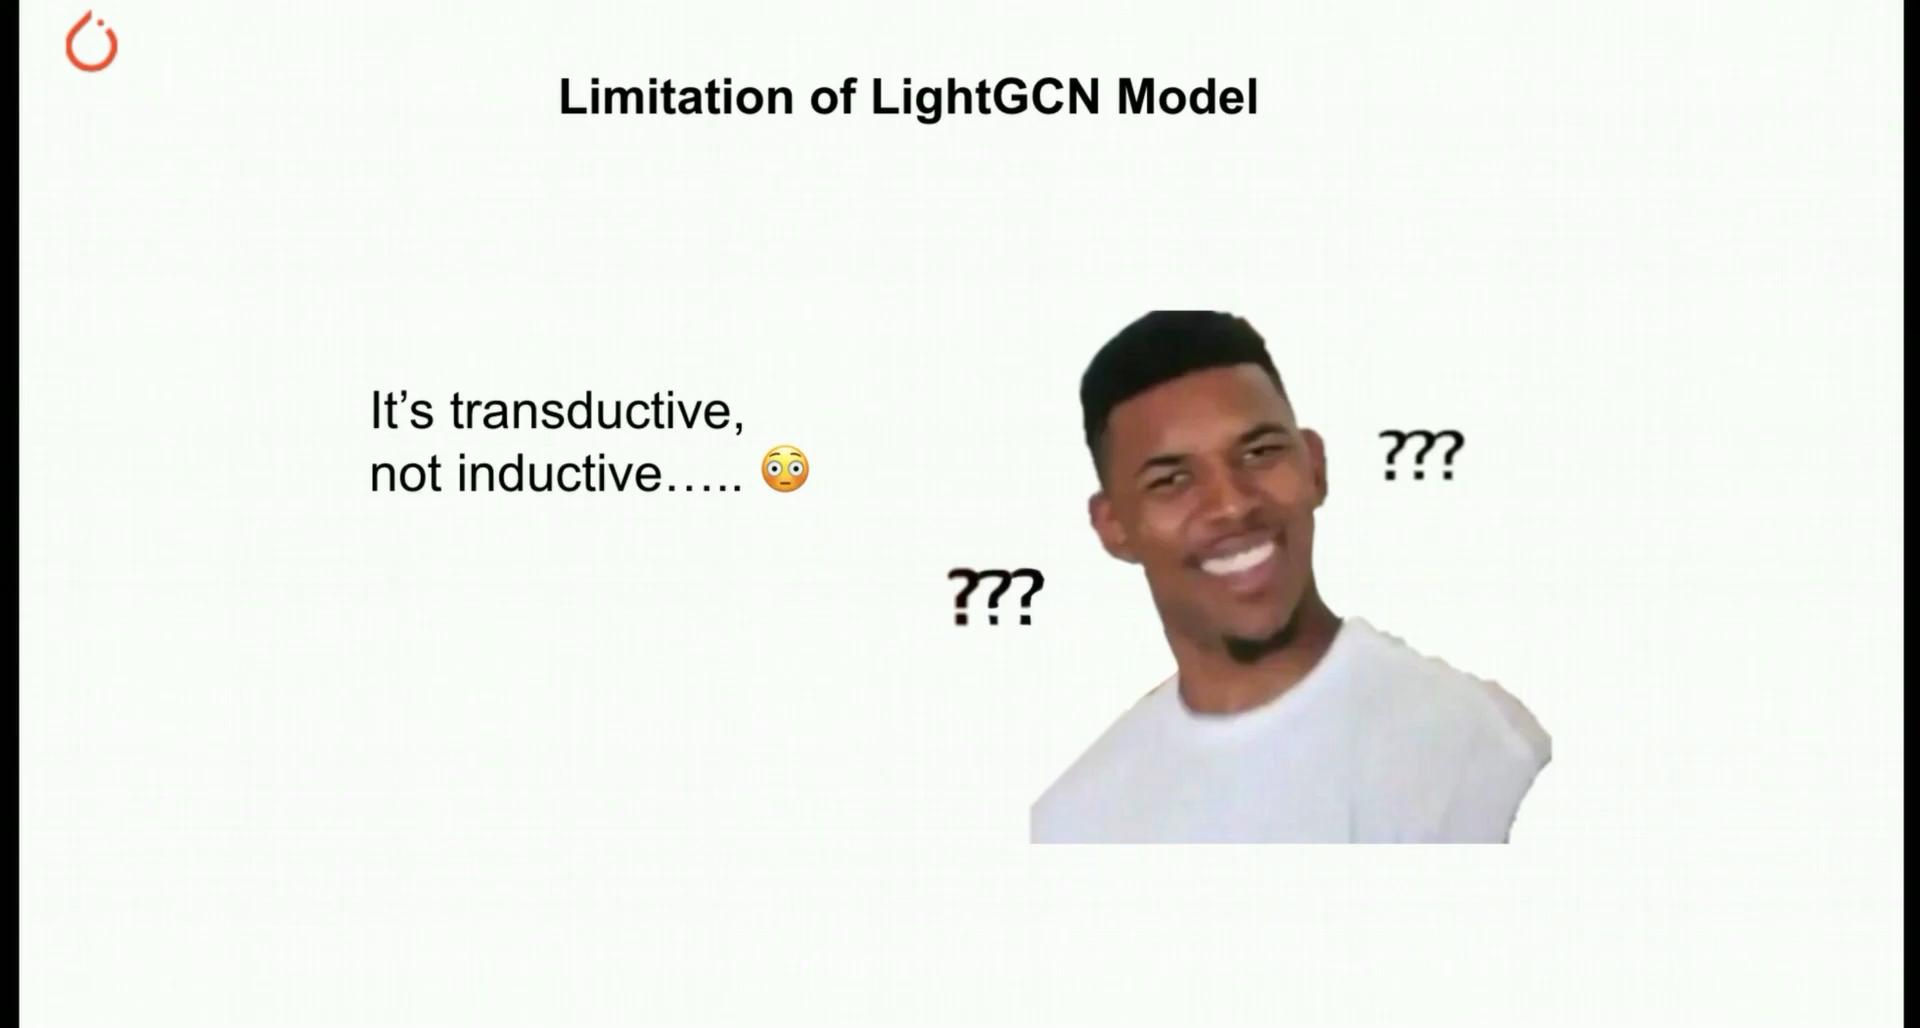 Limitation of LightGCN Model
It’s transductive,
not inductive….. 😳
???
???